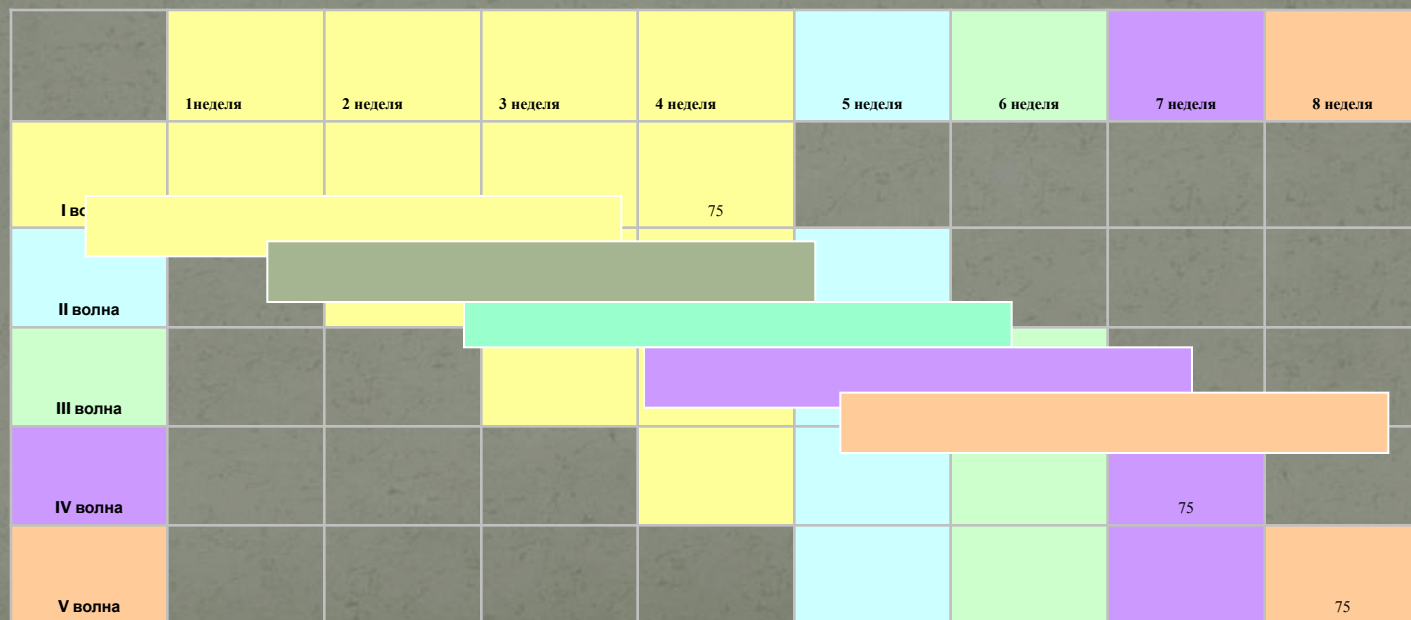 1неделя 2 неделя 3 неделя 4 неделя 5 неделя 6 неделя 7 неделя 8 неделя
I во 75
II волна
III волна
IV волна 75
V волна 75